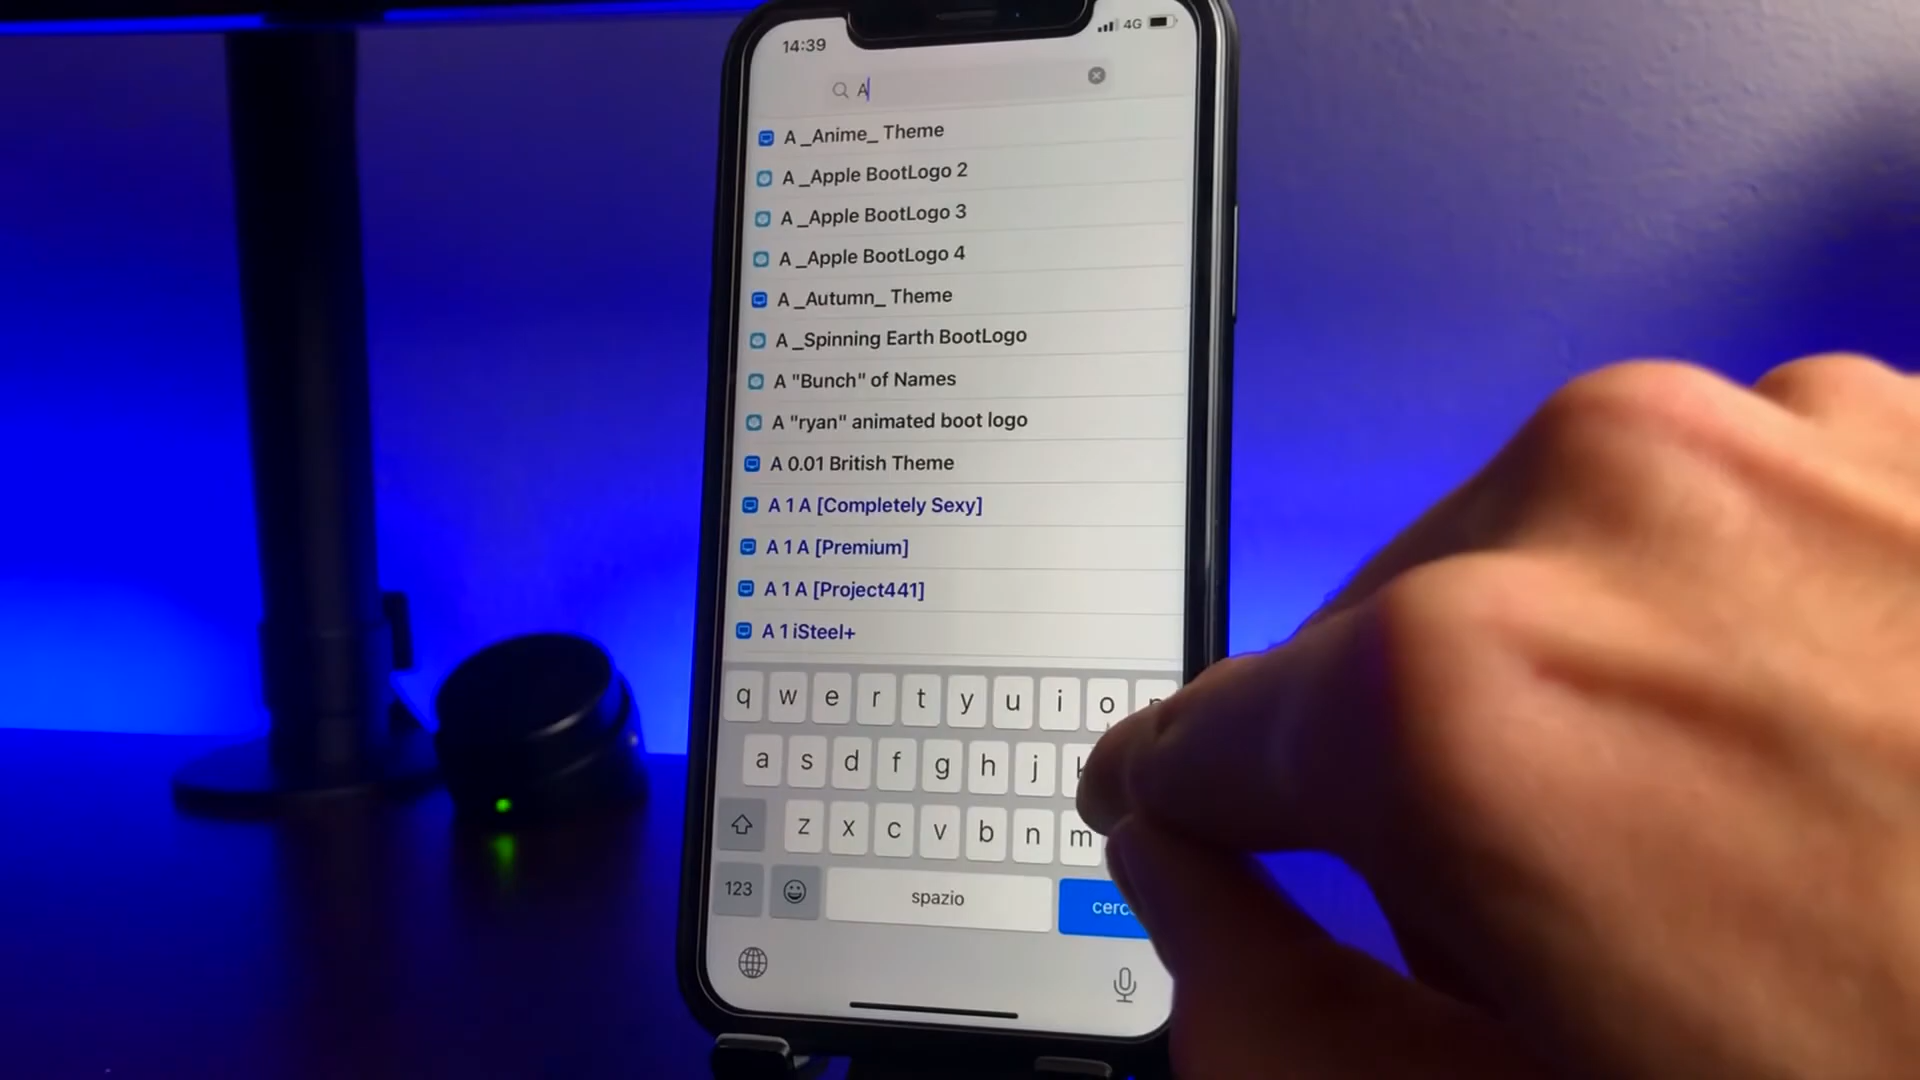 14:39
4G
A
A _Anime_ Theme
A _Apple BootLogo 2
A _Apple BootLogo 3
A _Apple BootLogo 4
A _Autumn_ Theme
A _Spinning Earth BootLogo
A "Bunch" of Names
A "ryan" animated boot logo
A 0.01 British Theme
A 1 A [Completely Sexy]
A 1 A [Premium]
A 1 A [Project441]
A 1 iSteel+
q w e r t y u i o
a s d f g h j
z x c v b n m
123 spazio